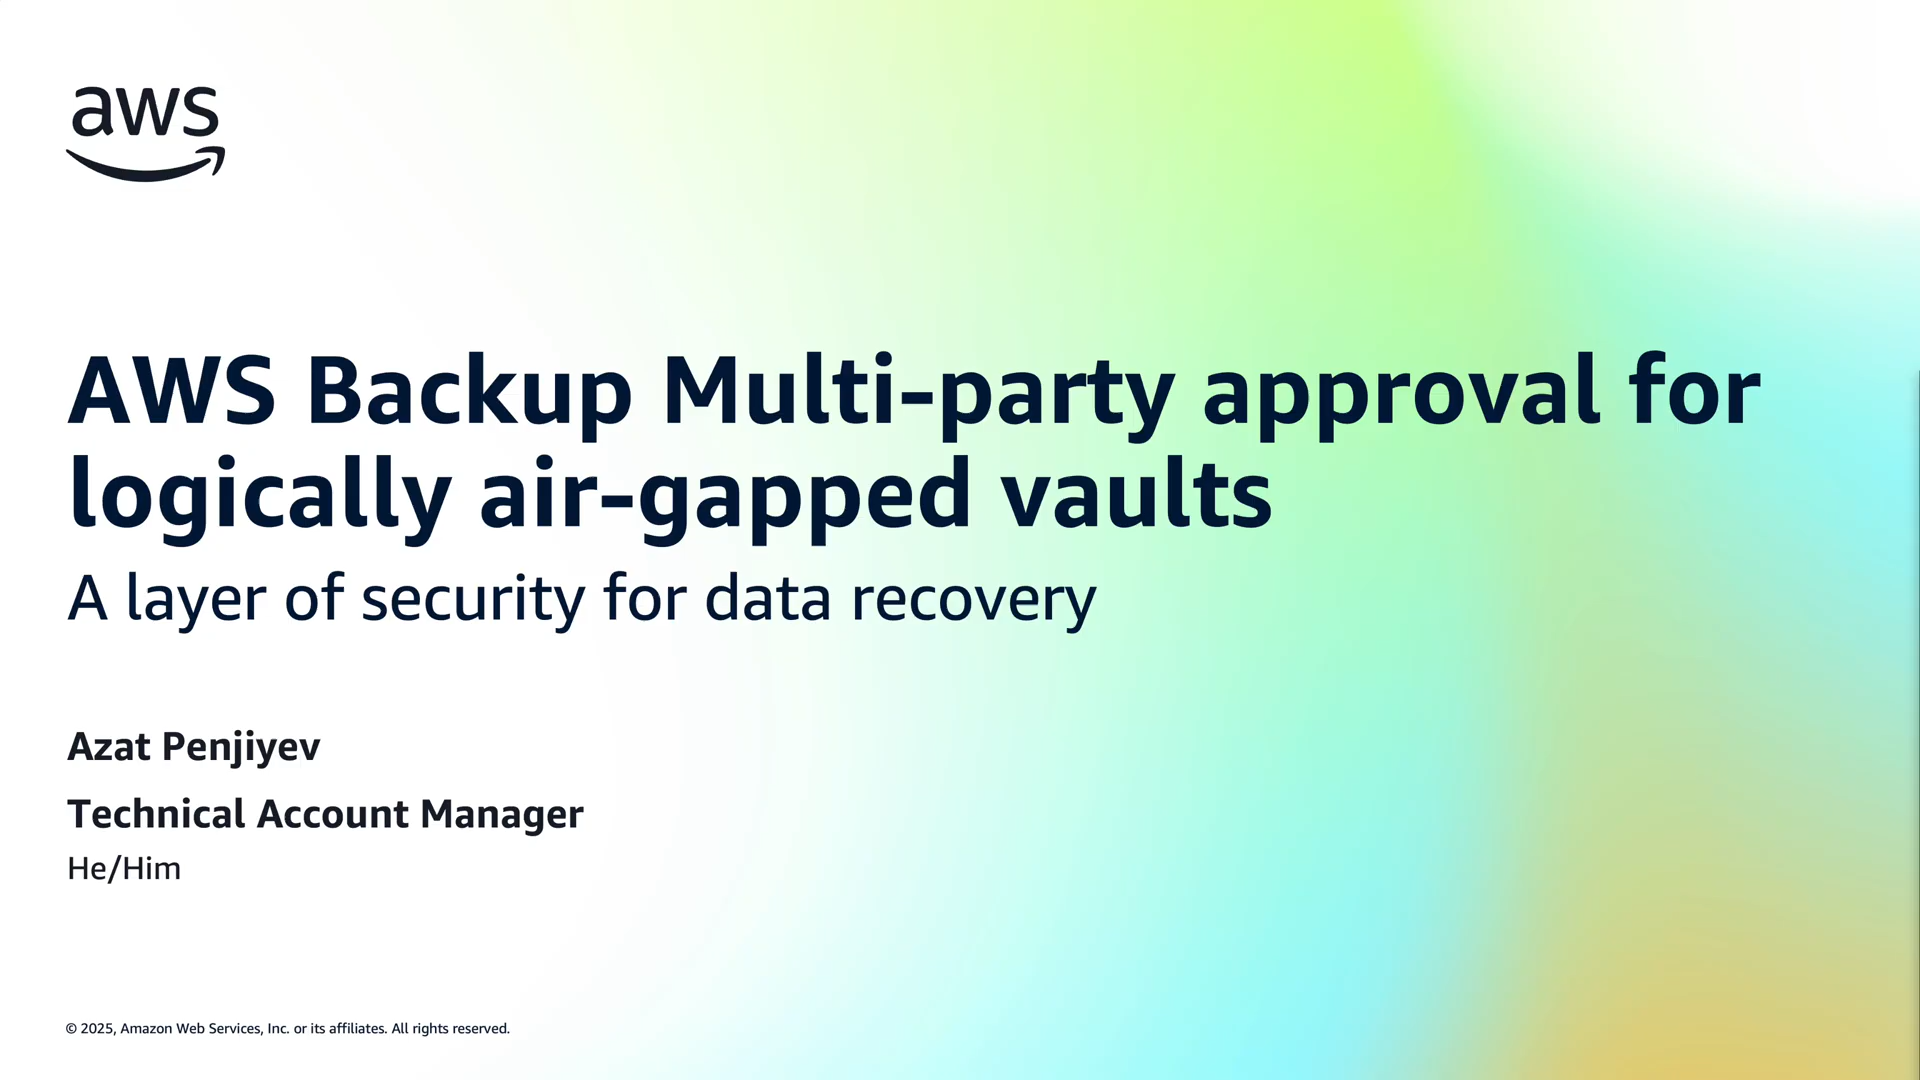 aws
AWS Backup Multi-party approval for
logically air-gapped vaults
A layer of security for data recovery
Azat Penjiyev
Technical Account Manager
He/Him
© 2025, Amazon Web Services, Inc. or its affiliates. All rights reserved.